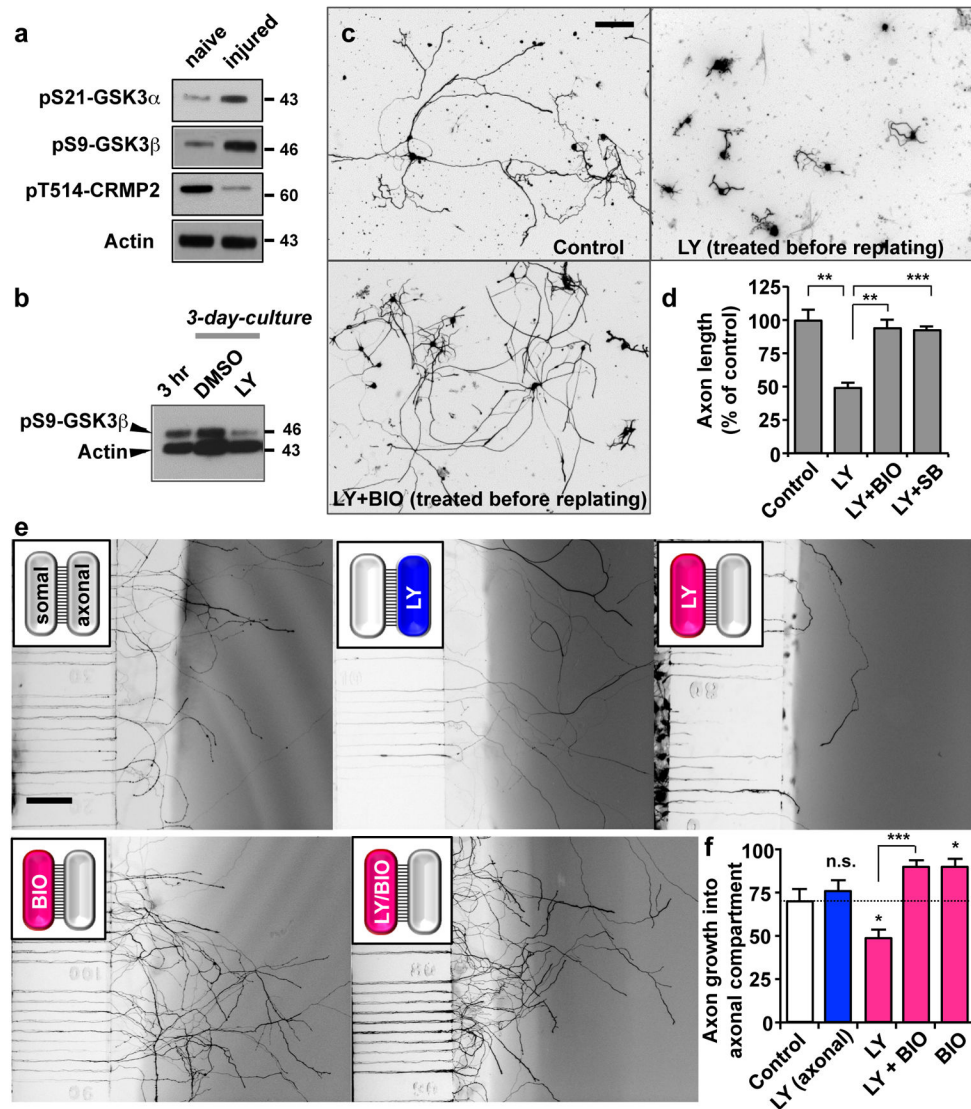 a
naive
injured
pS21-GSK3α
43
pS9-GSK3β
46
pT514-CRMP2
60
Actin
43
b
3-day-culture
3 hr
DMSO
LY
pS9-GSK3β
46
Actin
43
c
Control
LY (treated before replating)
LY+BIO (treated before replating)
d
Axon length
(% of control)
125
100
75
50
25
0
**
**
***
Control
LY
LY+BIO
LY+SB
e
somal
axonal
LY
LY
80
BIO
100
90
LY/BIO
f
Axon growth into
axonal compartment
100
75
50
25
0
n.s.
*
***
*
Control
LY (axonal)
LY
LY + BIO
BIO